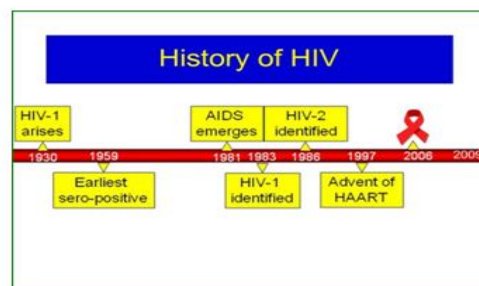 History of HIV
HIV-1
arises
AIDS
emerges
HIV-2
identified
1930
1959
1981
1983
1986
1997
2006
2009
Earliest
sero-positive
HIV-1
identified
Advent of
HAART